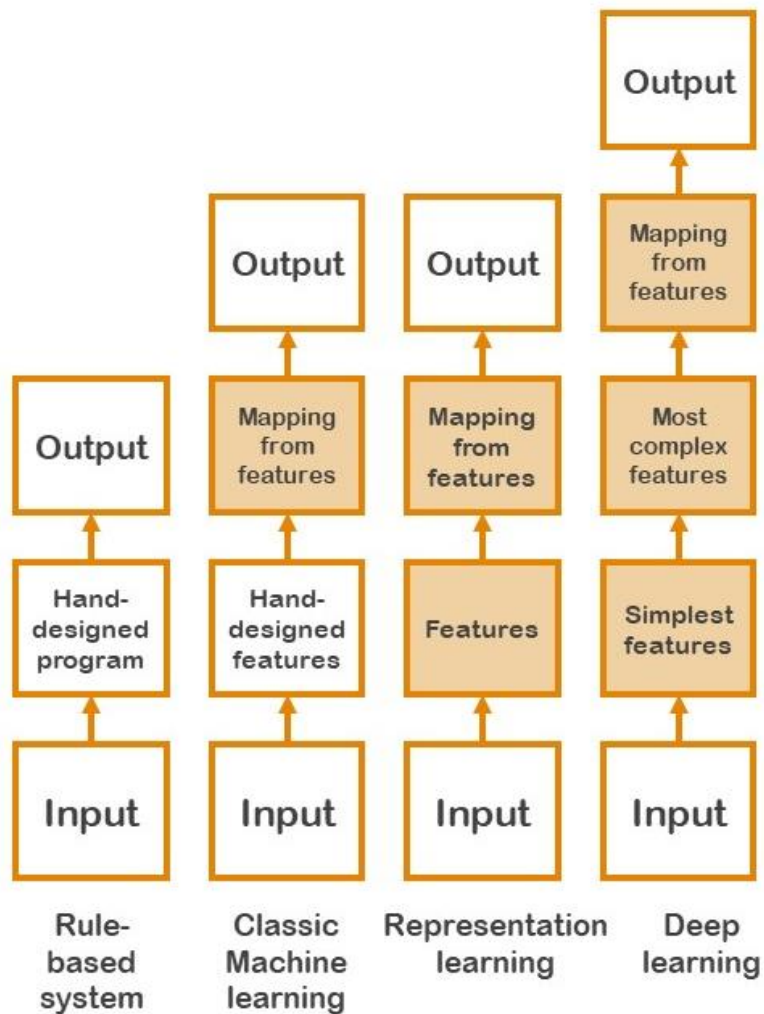 Output
Mapping
from
features
Output
Output
Most
complex
features
Mapping
from
features
Mapping
from
features
Output
Simplest
features
Features
Hand-
designed
features
Hand-
designed
program
Input
Input
Input
Input
Rule-
based
system
Classic
Machine
learning
Representation
learning
Deep
learning